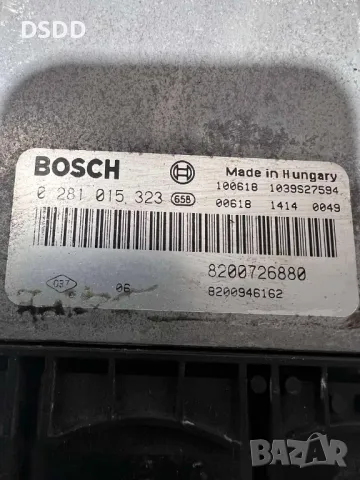 DSDD
BOSCH
Made in Hungary
100618 1039S27594
0 281 015 323 658
00618 1414 0049
8200726880
06
8200946162
BAZAR